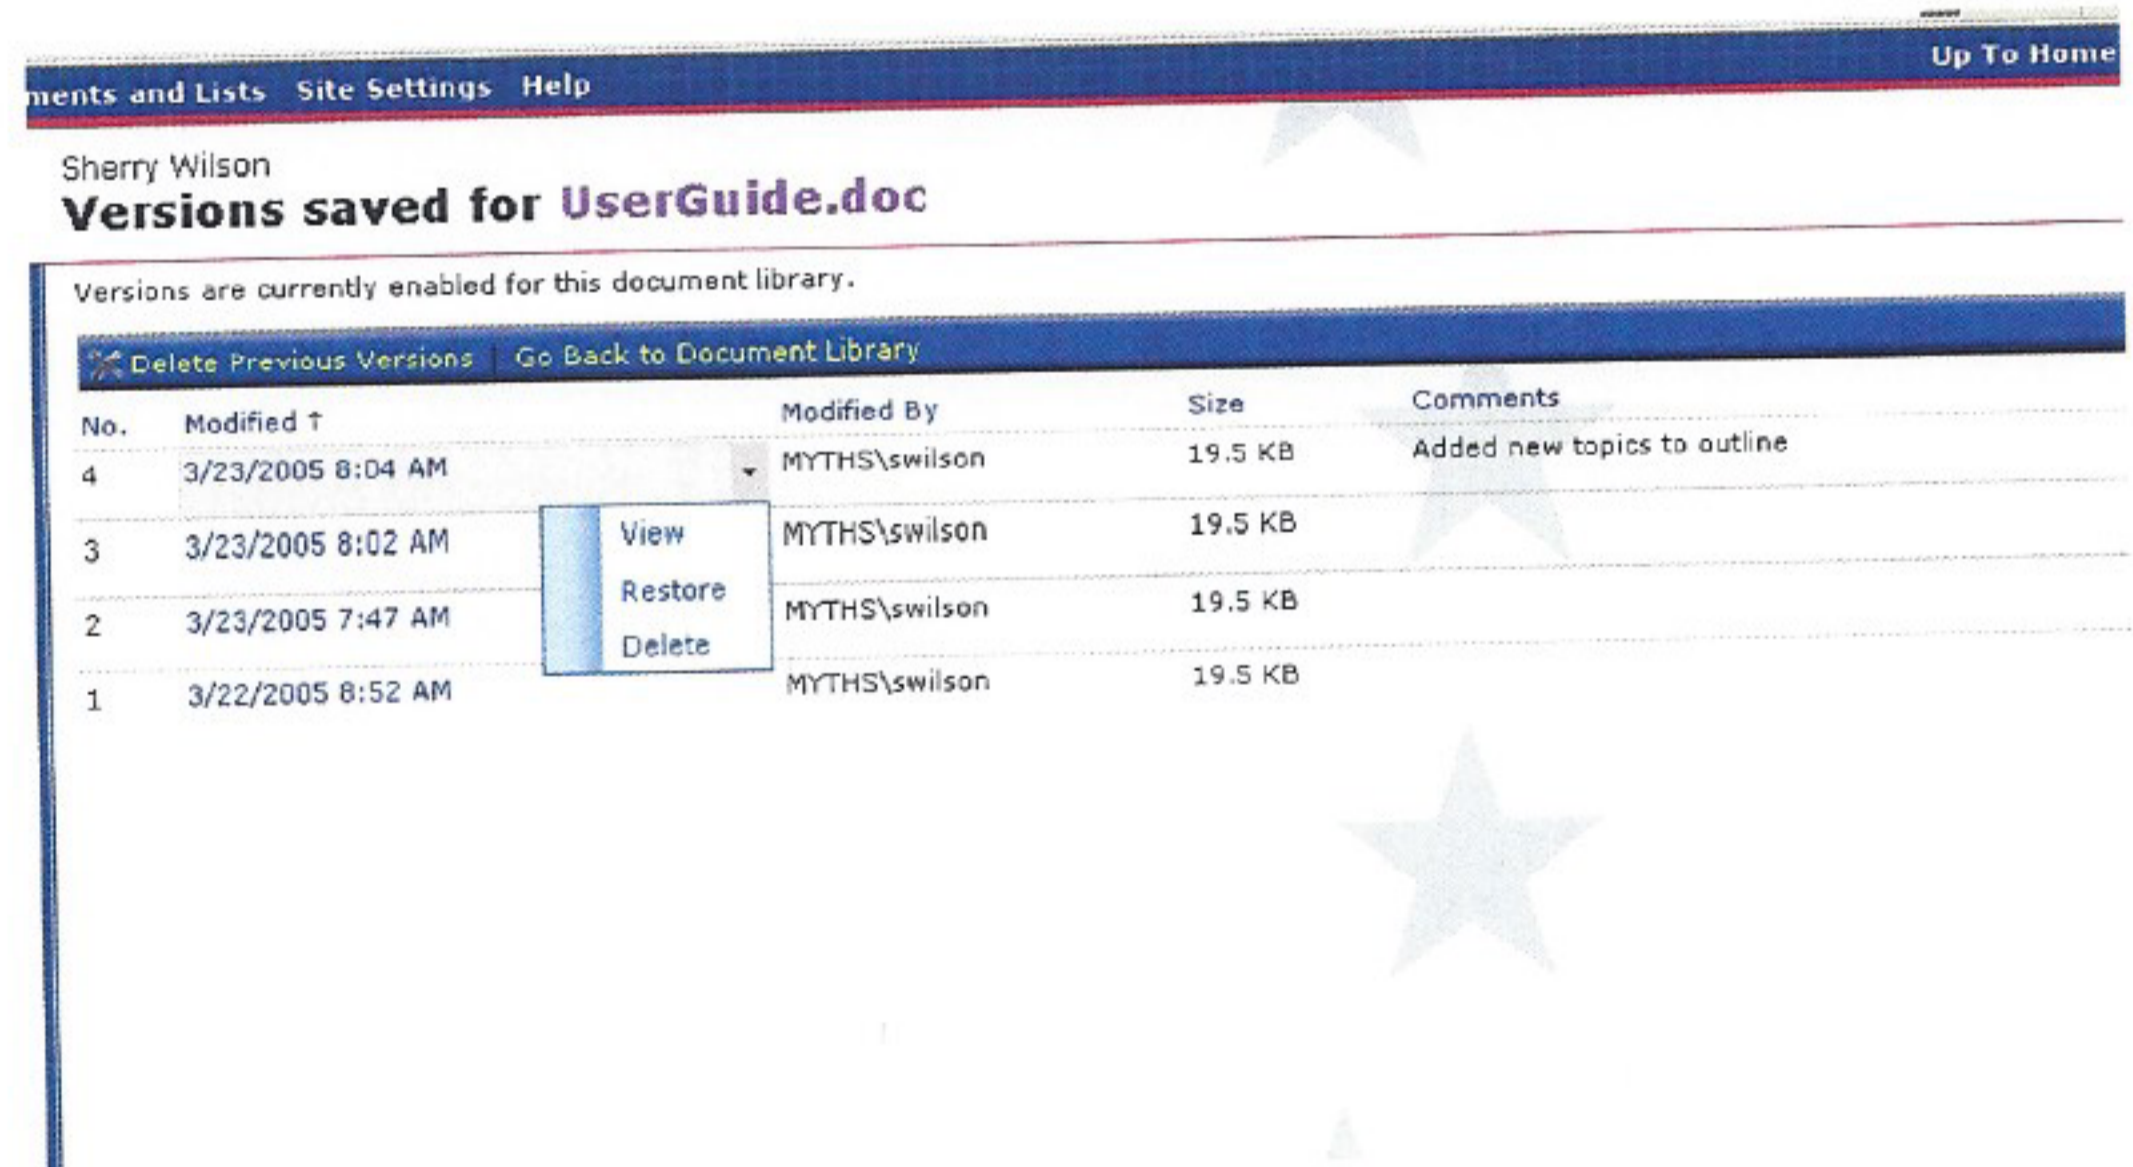 ments and Lists Site Settings Help Up To Home
Sherry Wilson
Versions saved for UserGuide.doc
Versions are currently enabled for this document library.
Delete Previous Versions | Go Back to Document Library
No. Modified ↑ Modified By Size Comments
4 3/23/2005 8:04 AM MYTHS\swilson 19.5 KB Added new topics to outline
View
3 3/23/2005 8:02 AM MYTHS\swilson 19.5 KB
Restore
2 3/23/2005 7:47 AM MYTHS\swilson 19.5 KB
Delete
1 3/22/2005 8:52 AM MYTHS\swilson 19.5 KB